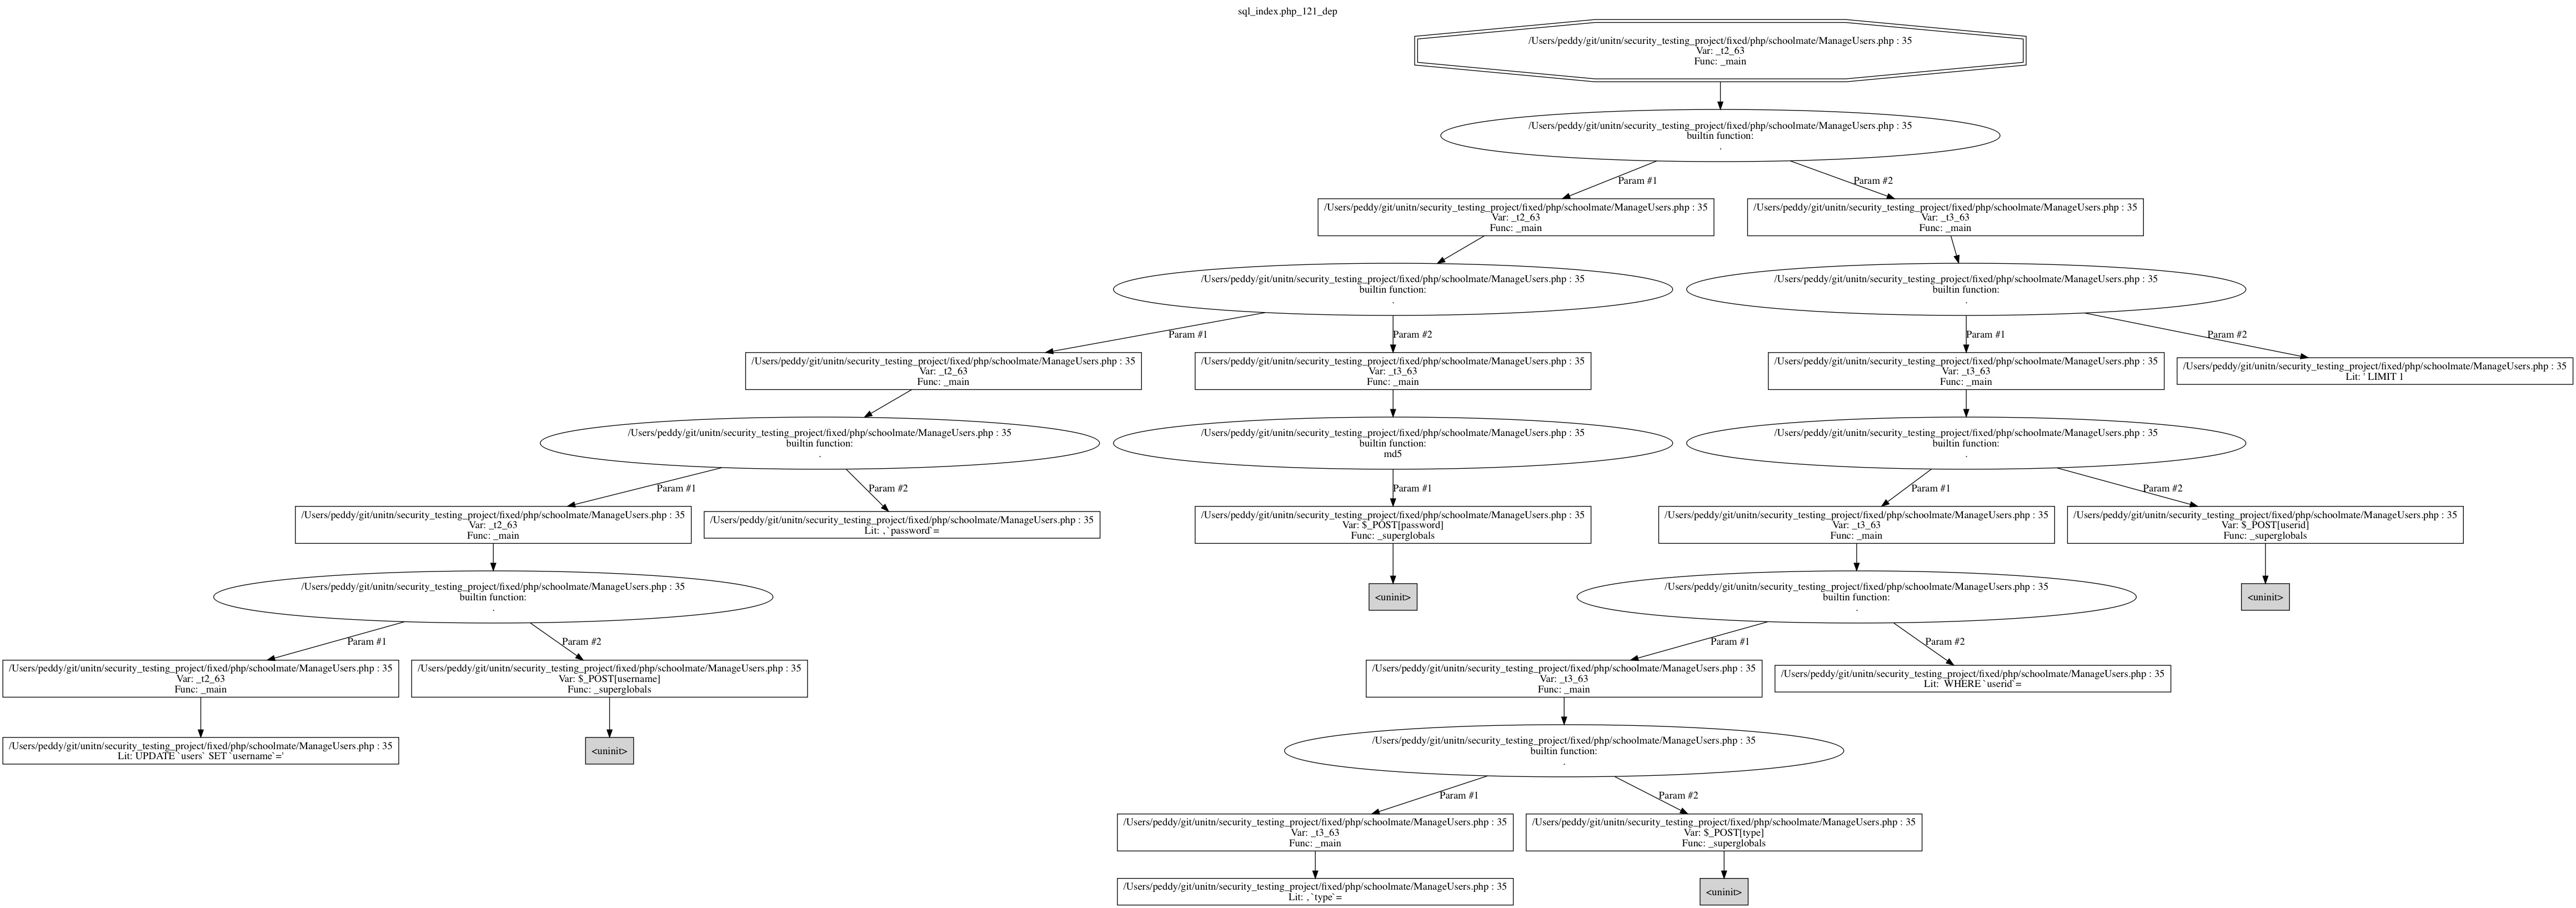 sql_index.php_121_dep
/Users/peddy/git/unitn/security_testing_project/fixed/php/schoolmate/ManageUsers.php : 35
Var: _t2_63
Func: _main
/Users/peddy/git/unitn/security_testing_project/fixed/php/schoolmate/ManageUsers.php : 35
builtin function:
.
Param #1
Param #2
/Users/peddy/git/unitn/security_testing_project/fixed/php/schoolmate/ManageUsers.php : 35
Var: _t2_63
Func: _main
/Users/peddy/git/unitn/security_testing_project/fixed/php/schoolmate/ManageUsers.php : 35
Var: _t3_63
Func: _main
/Users/peddy/git/unitn/security_testing_project/fixed/php/schoolmate/ManageUsers.php : 35
builtin function:
.
/Users/peddy/git/unitn/security_testing_project/fixed/php/schoolmate/ManageUsers.php : 35
builtin function:
.
Param #1
Param #2
Param #1
Param #2
/Users/peddy/git/unitn/security_testing_project/fixed/php/schoolmate/ManageUsers.php : 35
Var: _t2_63
Func: _main
/Users/peddy/git/unitn/security_testing_project/fixed/php/schoolmate/ManageUsers.php : 35
Var: _t3_63
Func: _main
/Users/peddy/git/unitn/security_testing_project/fixed/php/schoolmate/ManageUsers.php : 35
Var: _t3_63
Func: _main
/Users/peddy/git/unitn/security_testing_project/fixed/php/schoolmate/ManageUsers.php : 35
Lit: ' LIMIT 1
/Users/peddy/git/unitn/security_testing_project/fixed/php/schoolmate/ManageUsers.php : 35
builtin function:
.
/Users/peddy/git/unitn/security_testing_project/fixed/php/schoolmate/ManageUsers.php : 35
builtin function:
md5
/Users/peddy/git/unitn/security_testing_project/fixed/php/schoolmate/ManageUsers.php : 35
builtin function:
.
Param #1
Param #2
Param #1
Param #1
Param #2
/Users/peddy/git/unitn/security_testing_project/fixed/php/schoolmate/ManageUsers.php : 35
Var: _t2_63
Func: _main
/Users/peddy/git/unitn/security_testing_project/fixed/php/schoolmate/ManageUsers.php : 35
Lit: , `password`=
/Users/peddy/git/unitn/security_testing_project/fixed/php/schoolmate/ManageUsers.php : 35
Var: $_POST[password]
Func: _superglobals
/Users/peddy/git/unitn/security_testing_project/fixed/php/schoolmate/ManageUsers.php : 35
Var: _t3_63
Func: _main
/Users/peddy/git/unitn/security_testing_project/fixed/php/schoolmate/ManageUsers.php : 35
Var: $_POST[userid]
Func: _superglobals
/Users/peddy/git/unitn/security_testing_project/fixed/php/schoolmate/ManageUsers.php : 35
builtin function:
.
<uninit>
/Users/peddy/git/unitn/security_testing_project/fixed/php/schoolmate/ManageUsers.php : 35
builtin function:
.
<uninit>
Param #1
Param #2
Param #1
Param #2
/Users/peddy/git/unitn/security_testing_project/fixed/php/schoolmate/ManageUsers.php : 35
Var: _t2_63
Func: _main
/Users/peddy/git/unitn/security_testing_project/fixed/php/schoolmate/ManageUsers.php : 35
Var: $_POST[username]
Func: _superglobals
/Users/peddy/git/unitn/security_testing_project/fixed/php/schoolmate/ManageUsers.php : 35
Var: _t3_63
Func: _main
/Users/peddy/git/unitn/security_testing_project/fixed/php/schoolmate/ManageUsers.php : 35
Lit:  WHERE `userid`=
/Users/peddy/git/unitn/security_testing_project/fixed/php/schoolmate/ManageUsers.php : 35
Lit: UPDATE `users` SET `username`='
<uninit>
/Users/peddy/git/unitn/security_testing_project/fixed/php/schoolmate/ManageUsers.php : 35
builtin function:
.
Param #1
Param #2
/Users/peddy/git/unitn/security_testing_project/fixed/php/schoolmate/ManageUsers.php : 35
Var: _t3_63
Func: _main
/Users/peddy/git/unitn/security_testing_project/fixed/php/schoolmate/ManageUsers.php : 35
Var: $_POST[type]
Func: _superglobals
/Users/peddy/git/unitn/security_testing_project/fixed/php/schoolmate/ManageUsers.php : 35
Lit: , `type`=
<uninit>